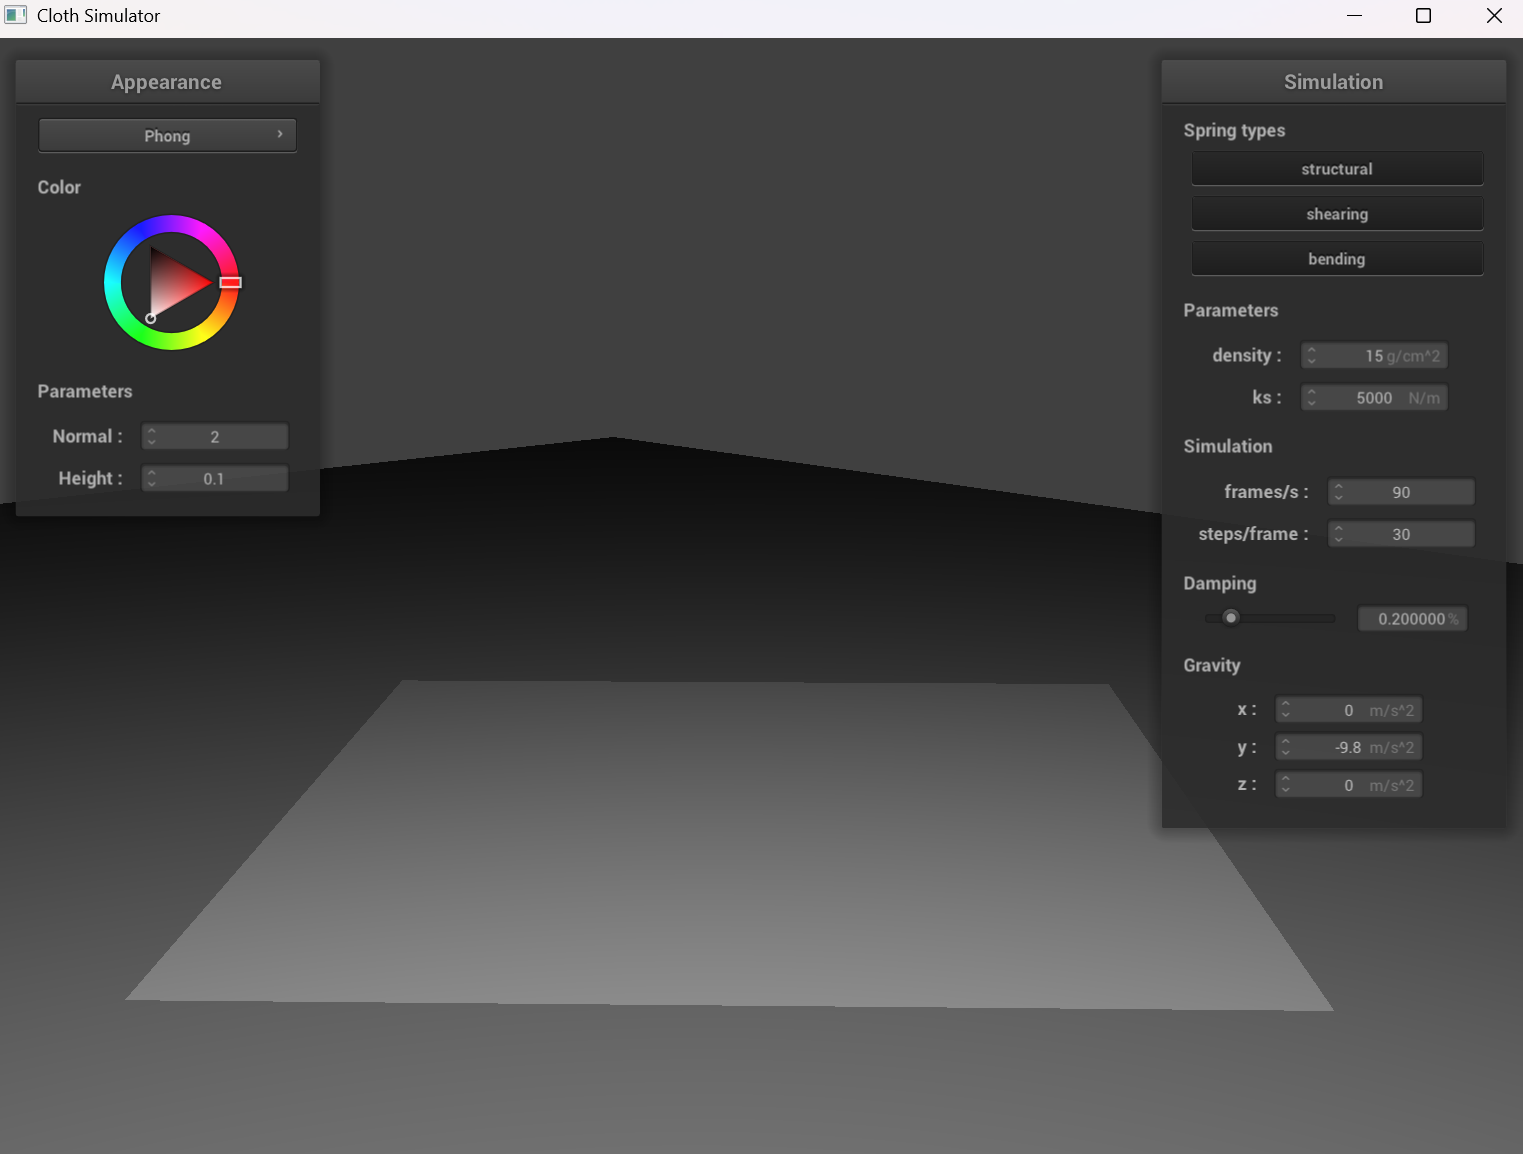 Cloth Simulator
Appearance
Phong
Color
Parameters
Normal : 2
Height : 0.1
Simulation
Spring types
structural
shearing
bending
Parameters
density : 15 g/cm^2
ks : 5000 N/m
Simulation
frames/s : 90
steps/frame : 30
Damping
0.200000 %
Gravity
x : 0 m/s^2
y : -9.8 m/s^2
z : 0 m/s^2